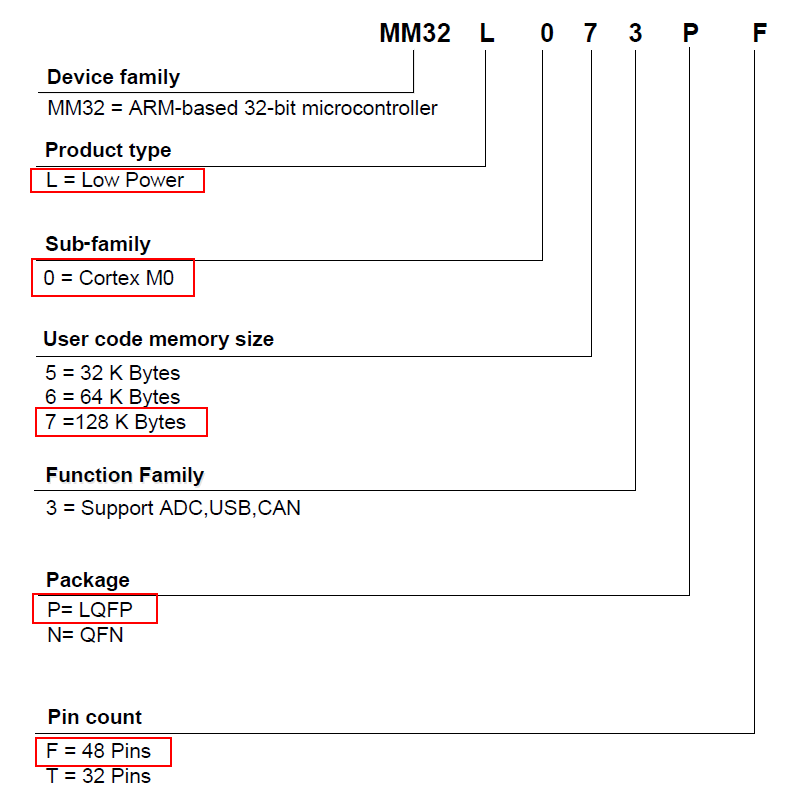 MM32 L 0 7 3 P F
Device family
MM32 = ARM-based 32-bit microcontroller
Product type
L = Low Power
Sub-family
0 = Cortex M0
User code memory size
5 = 32 K Bytes
6 = 64 K Bytes
7 =128 K Bytes
Function Family
3 = Support ADC,USB,CAN
Package
P= LQFP
N= QFN
Pin count
F = 48 Pins
T = 32 Pins